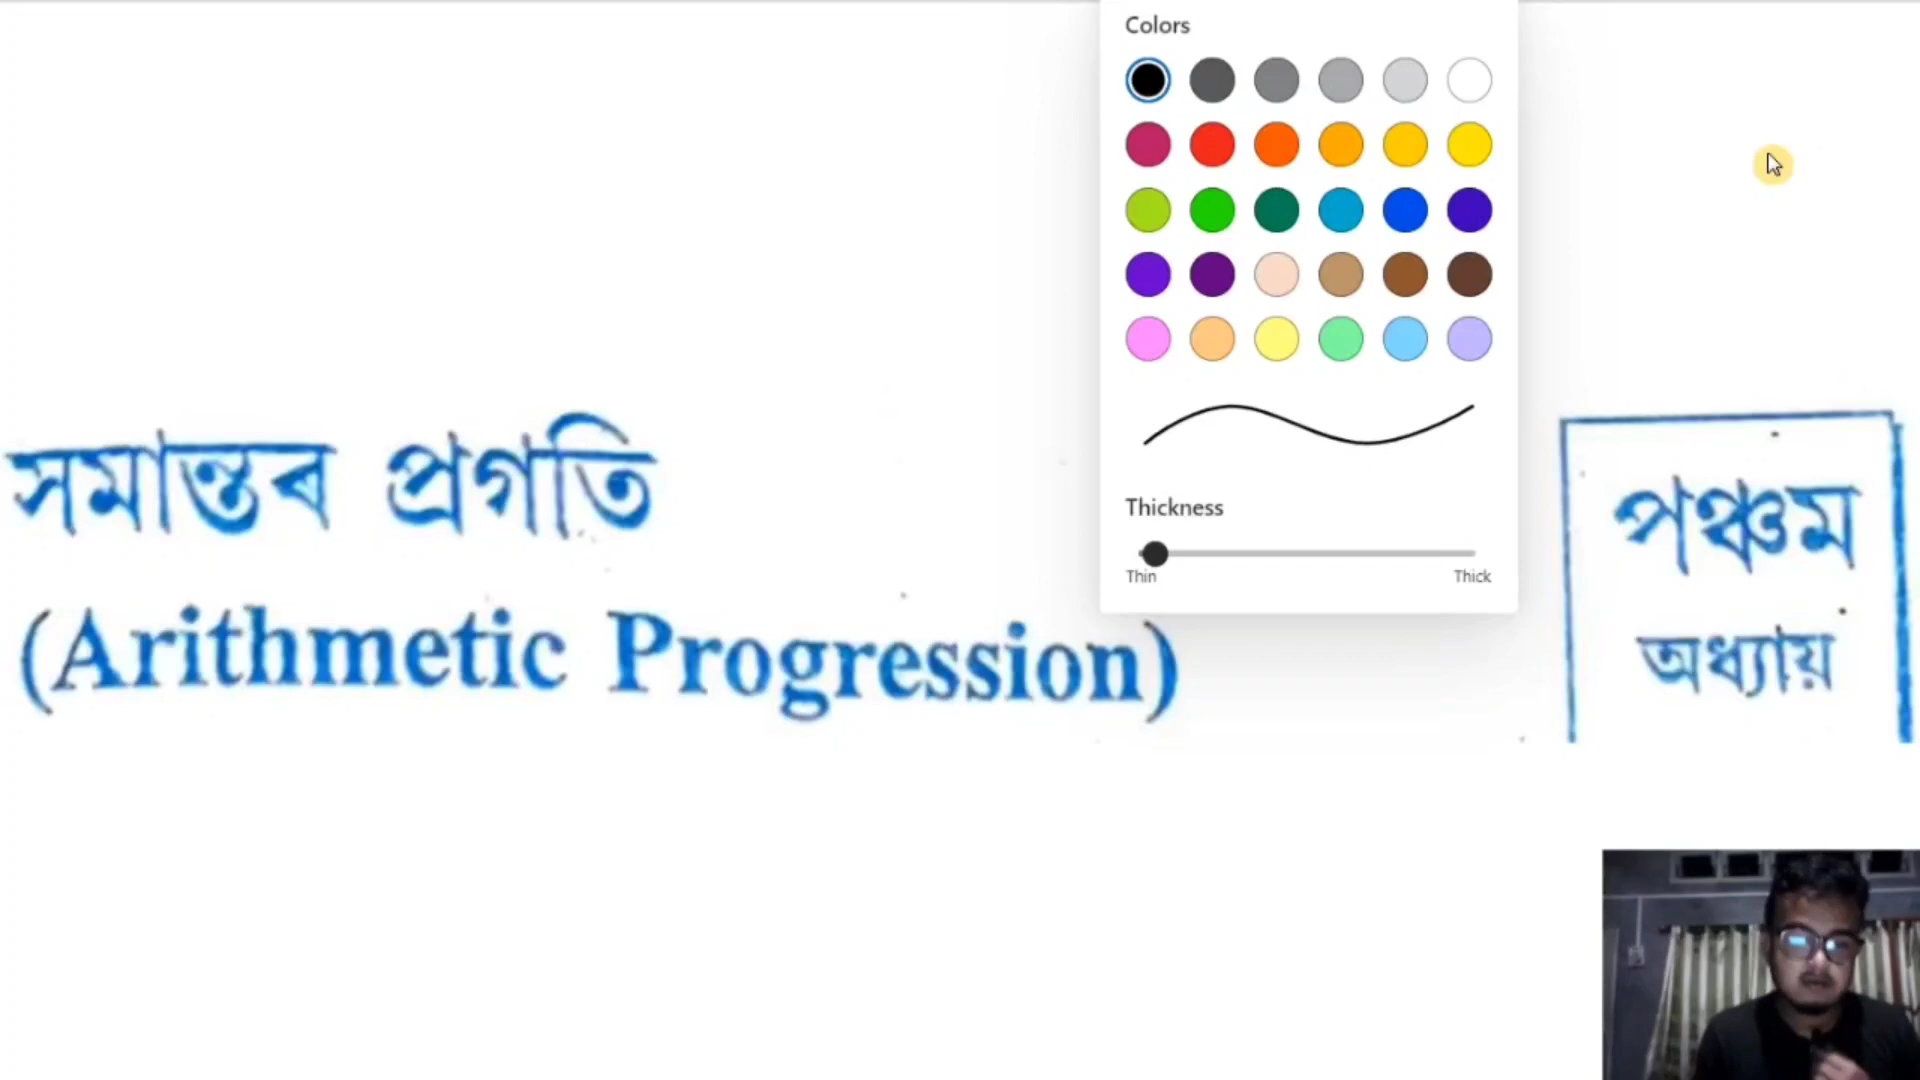 Colors
সমান্তৰ প্ৰগতি
(Arithmetic Progression)
Thickness
Thin
Thick
পঞ্চম
অধ্যায়